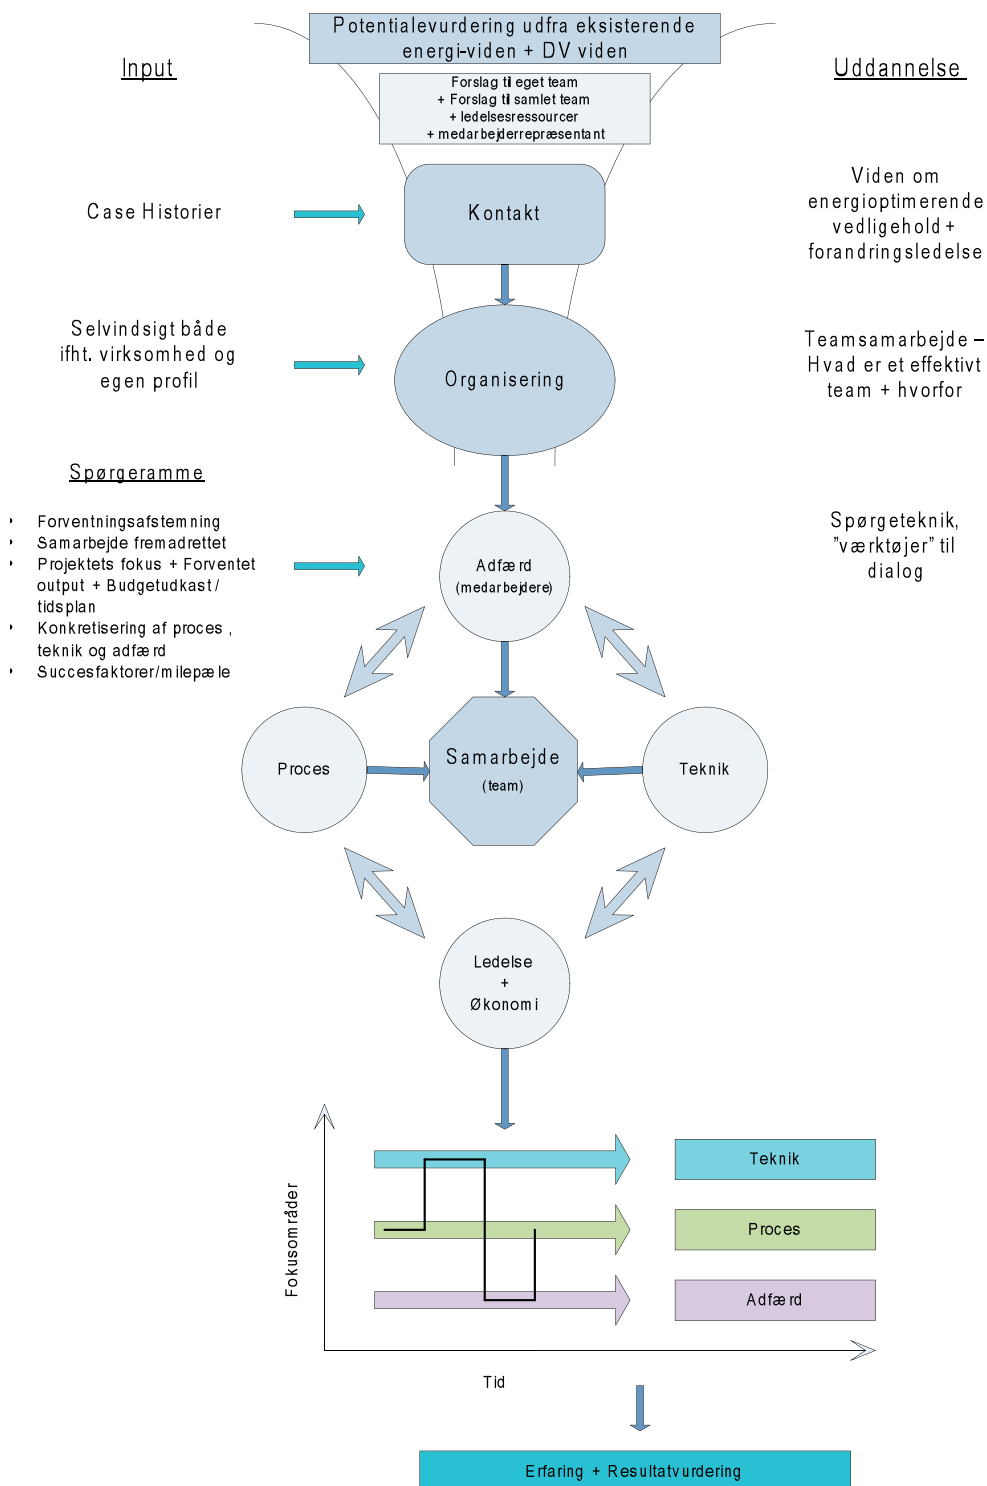 Potentialevurdering udfra eksisterende
energi-viden + DV viden
Input
Uddannelse
Forslag til eget team
+ Forslag til samlet team
+ ledelsesressourcer
+ medarbejderrepræsentant
Case Historier
Kontakt
Viden om
energioptimerende
vedligehold +
forandringsledelse
Selvindsigt både
ifht. virksomhed og
egen profil
Organisering
Teamsamarbejde –
Hvad er et effektivt
team + hvorfor
Spørgeramme
• Forventningsafstemning
• Samarbejde fremadrettet
• Projektets fokus + Forventet
output + Budgetudkast/
tidsplan
• Konkretisering af proces ,
teknik og adfærd
• Succesfaktorer/milepæle
Adfærd
(medarbejdere)
Spørgeteknik,
”værktøjer” til
dialog
Proces
Samarbejde
(team)
Teknik
Ledelse
+
Økonomi
Fokusområder
Teknik
Proces
Adfærd
Tid
Erfaring + Resultatvurdering